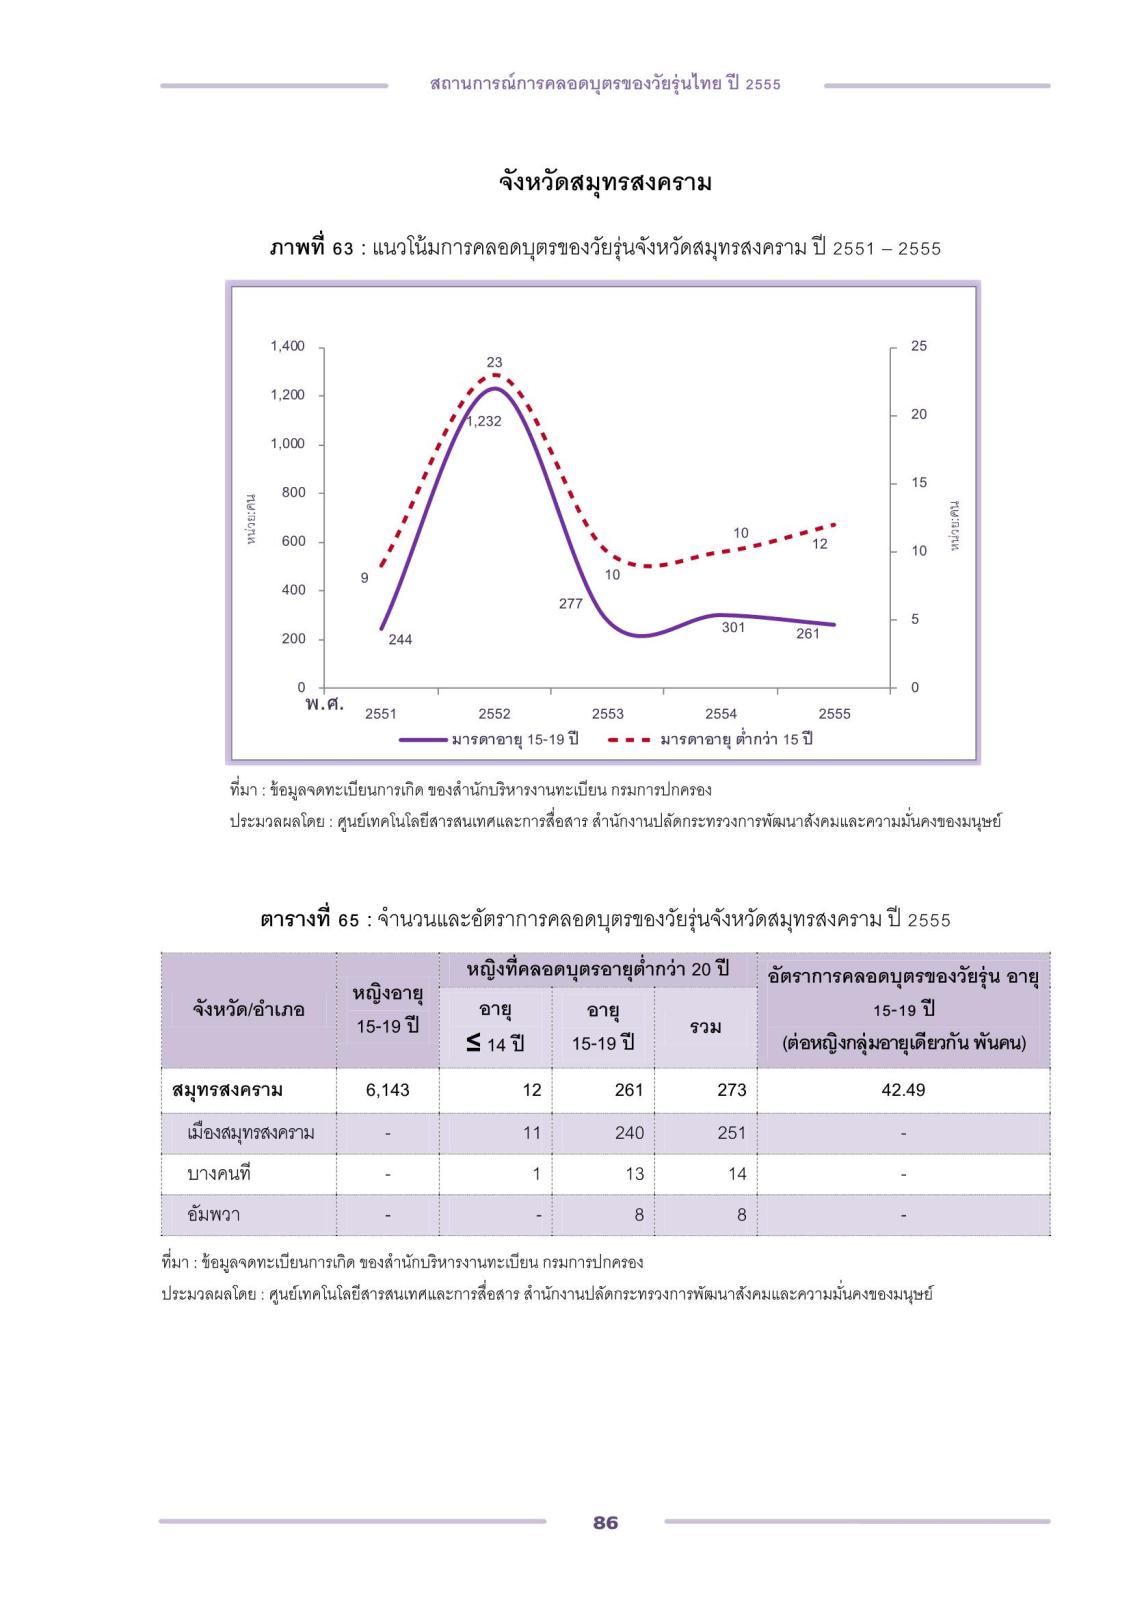 สถานการณ์การคลอดบุตรของวัยรุ่นไทย ปี 2555
จังหวัดสมุทรสงคราม
ภาพที่ 63 : แนวโน้มการคลอดบุตรของวัยรุ่นจังหวัดสมุทรสงคราม ปี 2551 – 2555
1,400 25
23
1,200
1,232 20
1,000
800 15
หน่วย:คน
หน่วย:คน
600 10 12 10
9 10
400 277
244 301 261 5
200
0 0
พ.ศ.
2551 2552 2553 2554 2555
มารดาอายุ 15-19 ปี มารดาอายุ ต่ำกว่า 15 ปี
ที่มา : ข้อมูลจดทะเบียนการเกิด ของสำนักบริหารงานทะเบียน กรมการปกครอง
ประมวลผลโดย : ศูนย์เทคโนโลยีสารสนเทศและการสื่อสาร สำนักงานปลัดกระทรวงการพัฒนาสังคมและความมั่นคงของมนุษย์
ตารางที่ 65 : จำนวนและอัตราการคลอดบุตรของวัยรุ่นจังหวัดสมุทรสงคราม ปี 2555
จังหวัด/อำเภอ
หญิงอายุ
15-19 ปี
หญิงที่คลอดบุตรอายุต่ำกว่า 20 ปี
อายุ
≤ 14 ปี
อายุ
15-19 ปี
รวม
อัตราการคลอดบุตรของวัยรุ่น อายุ
15-19 ปี
(ต่อหญิงกลุ่มอายุเดียวกัน พันคน)
สมุทรสงคราม 6,143 12 261 273 42.49
เมืองสมุทรสงคราม - 11 240 251 -
บางคนที - 1 13 14 -
อัมพวา - - 8 8 -
ที่มา : ข้อมูลจดทะเบียนการเกิด ของสำนักบริหารงานทะเบียน กรมการปกครอง
ประมวลผลโดย : ศูนย์เทคโนโลยีสารสนเทศและการสื่อสาร สำนักงานปลัดกระทรวงการพัฒนาสังคมและความมั่นคงของมนุษย์
86